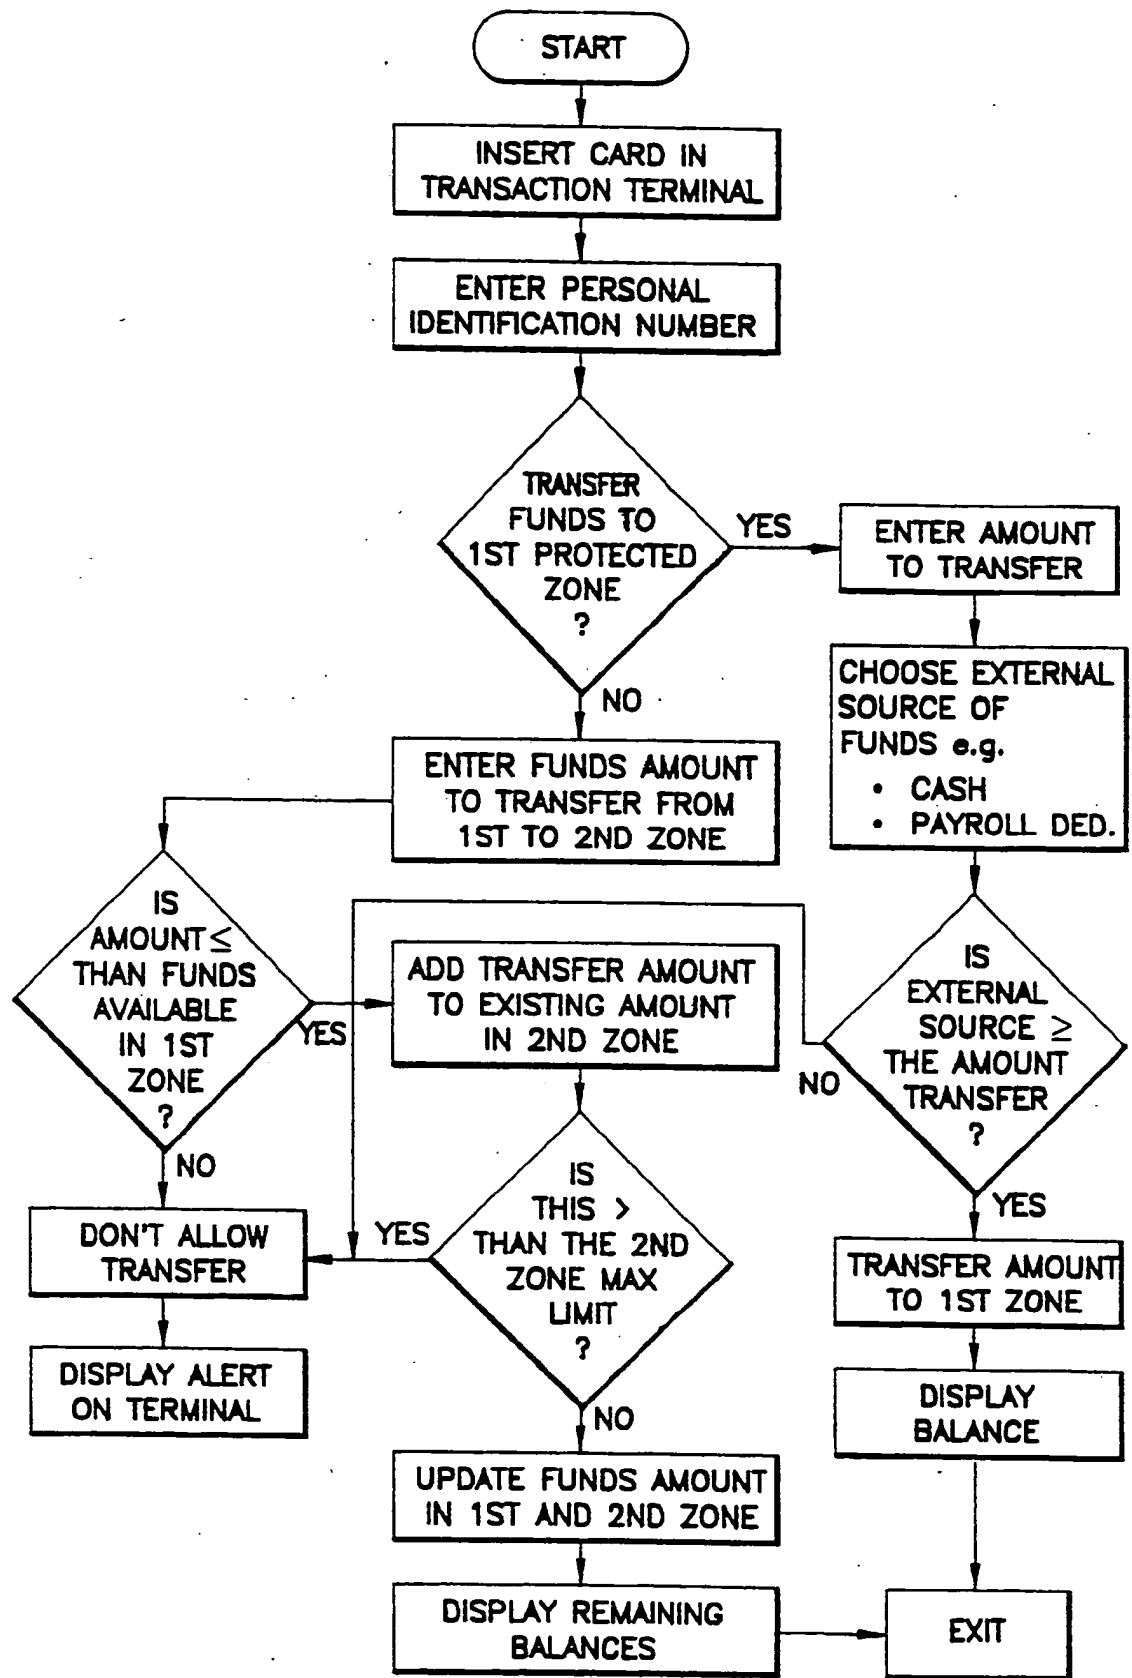 START
INSERT CARD IN
TRANSACTION TERMINAL
ENTER PERSONAL
IDENTIFICATION NUMBER
TRANSFER
FUNDS TO
1ST PROTECTED
ZONE
?
YES
ENTER AMOUNT
TO TRANSFER
NO
CHOOSE EXTERNAL
SOURCE OF
FUNDS e.g.
• CASH
• PAYROLL DED.
ENTER FUNDS AMOUNT
TO TRANSFER FROM
1ST TO 2ND ZONE
IS
AMOUNT ≤
THAN FUNDS
AVAILABLE
IN 1ST
ZONE
?
YES
ADD TRANSFER AMOUNT
TO EXISTING AMOUNT
IN 2ND ZONE
IS
EXTERNAL
SOURCE ≥
THE AMOUNT
TRANSFER
?
NO
NO
DON'T ALLOW
TRANSFER
YES
IS
THIS >
THAN THE 2ND
ZONE MAX
LIMIT
?
YES
TRANSFER AMOUNT
TO 1ST ZONE
DISPLAY ALERT
ON TERMINAL
NO
DISPLAY
BALANCE
UPDATE FUNDS AMOUNT
IN 1ST AND 2ND ZONE
DISPLAY REMAINING
BALANCES
EXIT